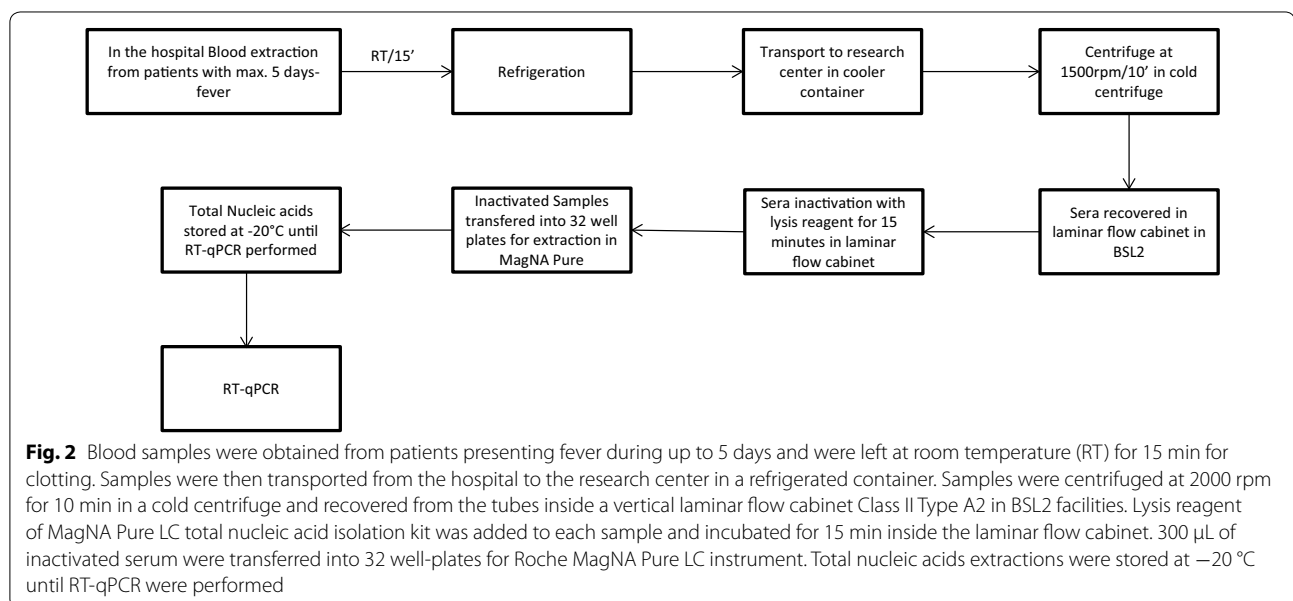 In the hospital Blood extraction
from patients with max. 5 days-
fever
RT/15’
Refrigeration
Transport to research
center in cooler
container
Centrifuge at
1500rpm/10’ in cold
centrifuge
Sera recovered in
laminar flow cabinet in
BSL2
Sera inactivation with
lysis reagent for 15
minutes in laminar
flow cabinet
Inactivated Samples
transfered into 32 well
plates for extraction in
MagNA Pure
Total Nucleic acids
stored at -20°C until
RT-qPCR performed
RT-qPCR
Fig. 2 Blood samples were obtained from patients presenting fever during up to 5 days and were left at room temperature (RT) for 15 min for
clotting. Samples were then transported from the hospital to the research center in a refrigerated container. Samples were centrifuged at 2000 rpm
for 10 min in a cold centrifuge and recovered from the tubes inside a vertical laminar flow cabinet Class II Type A2 in BSL2 facilities. Lysis reagent
of MagNA Pure LC total nucleic acid isolation kit was added to each sample and incubated for 15 min inside the laminar flow cabinet. 300 µL of
inactivated serum were transferred into 32 well-plates for Roche MagNA Pure LC instrument. Total nucleic acids extractions were stored at −20 °C
until RT-qPCR were performed